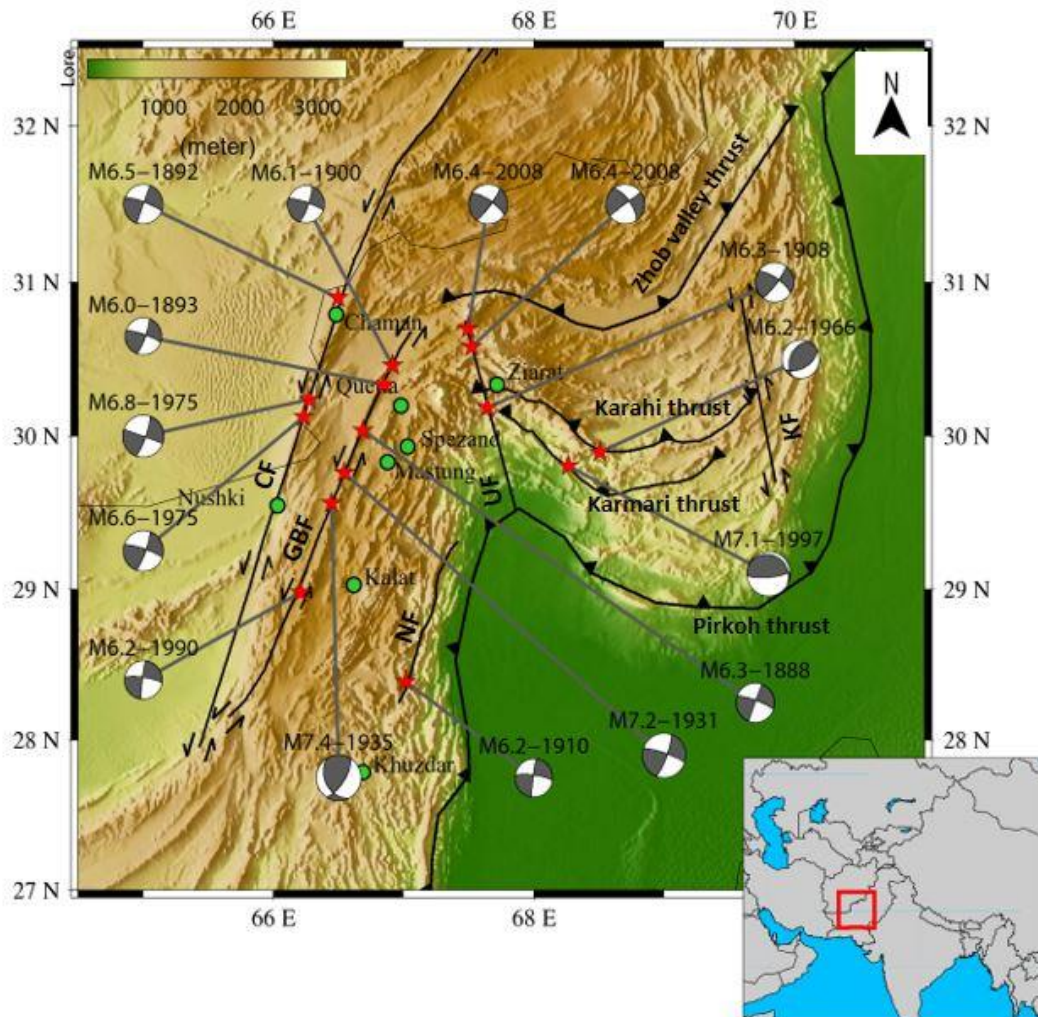 66 E
68 E
70 E
Lore
1000 2000 3000
(meter)
N
32 N
32 N
M6.5−1892
M6.1−1900
M6.4−2008
M6.4−2008
Zhob valley thrust
M6.3−1908
31 N
31 N
M6.0−1893
Chaman
M6.2−1966
Quetta
Ziarat
M6.8−1975
Karahi thrust
30 N
30 N
Spezand
KF
Mastung
CF
UF
Nushki
Karmari thrust
M6.6−1975
GBF
M7.1−1997
29 N
29 N
Kalat
NF
Pirkoh thrust
M6.2−1990
M6.3−1888
M7.2−1931
28 N
28 N
M7.4−1935
M6.2−1910
Khuzdar
27 N
27 N
66 E
68 E